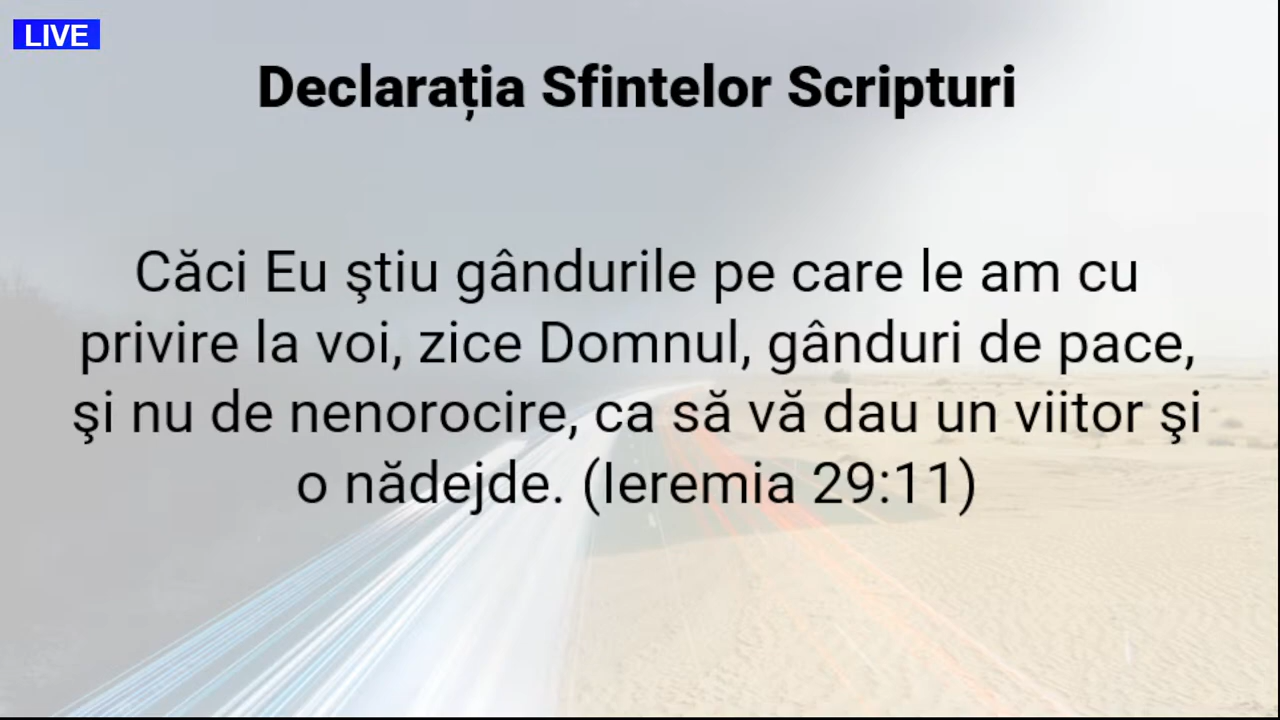 LIVE
Declarația Sfintelor Scripturi
Căci Eu ştiu gândurile pe care le am cu
privire la voi, zice Domnul, gânduri de pace,
şi nu de nenorocire, ca să vă dau un viitor şi
o nădejde. (Ieremia 29:11)